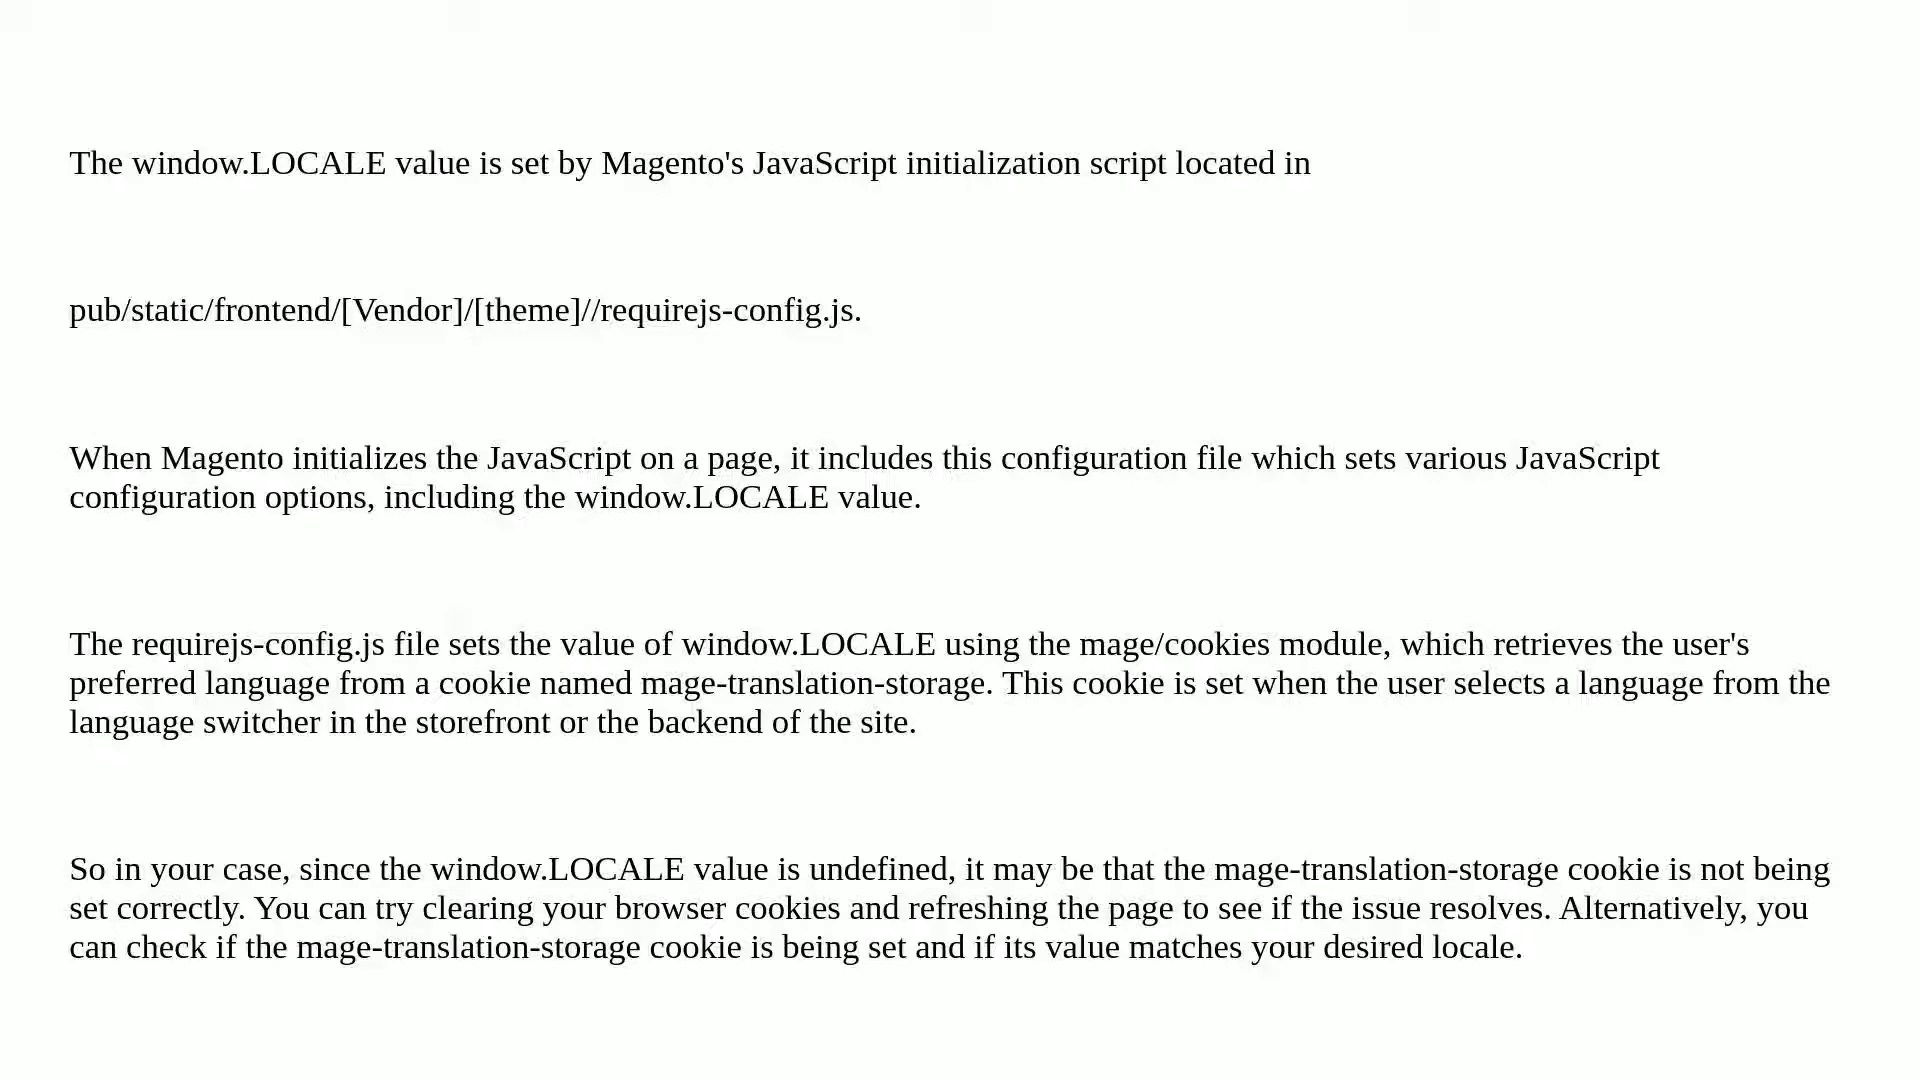 The window.LOCALE value is set by Magento's JavaScript initialization script located in
pub/static/frontend/[Vendor]/[theme]//requirejs-config.js.
When Magento initializes the JavaScript on a page, it includes this configuration file which sets various JavaScript
configuration options, including the window.LOCALE value.
The requirejs-config.js file sets the value of window.LOCALE using the mage/cookies module, which retrieves the user's
preferred language from a cookie named mage-translation-storage. This cookie is set when the user selects a language from the
language switcher in the storefront or the backend of the site.
So in your case, since the window.LOCALE value is undefined, it may be that the mage-translation-storage cookie is not being
set correctly. You can try clearing your browser cookies and refreshing the page to see if the issue resolves. Alternatively, you
can check if the mage-translation-storage cookie is being set and if its value matches your desired locale.